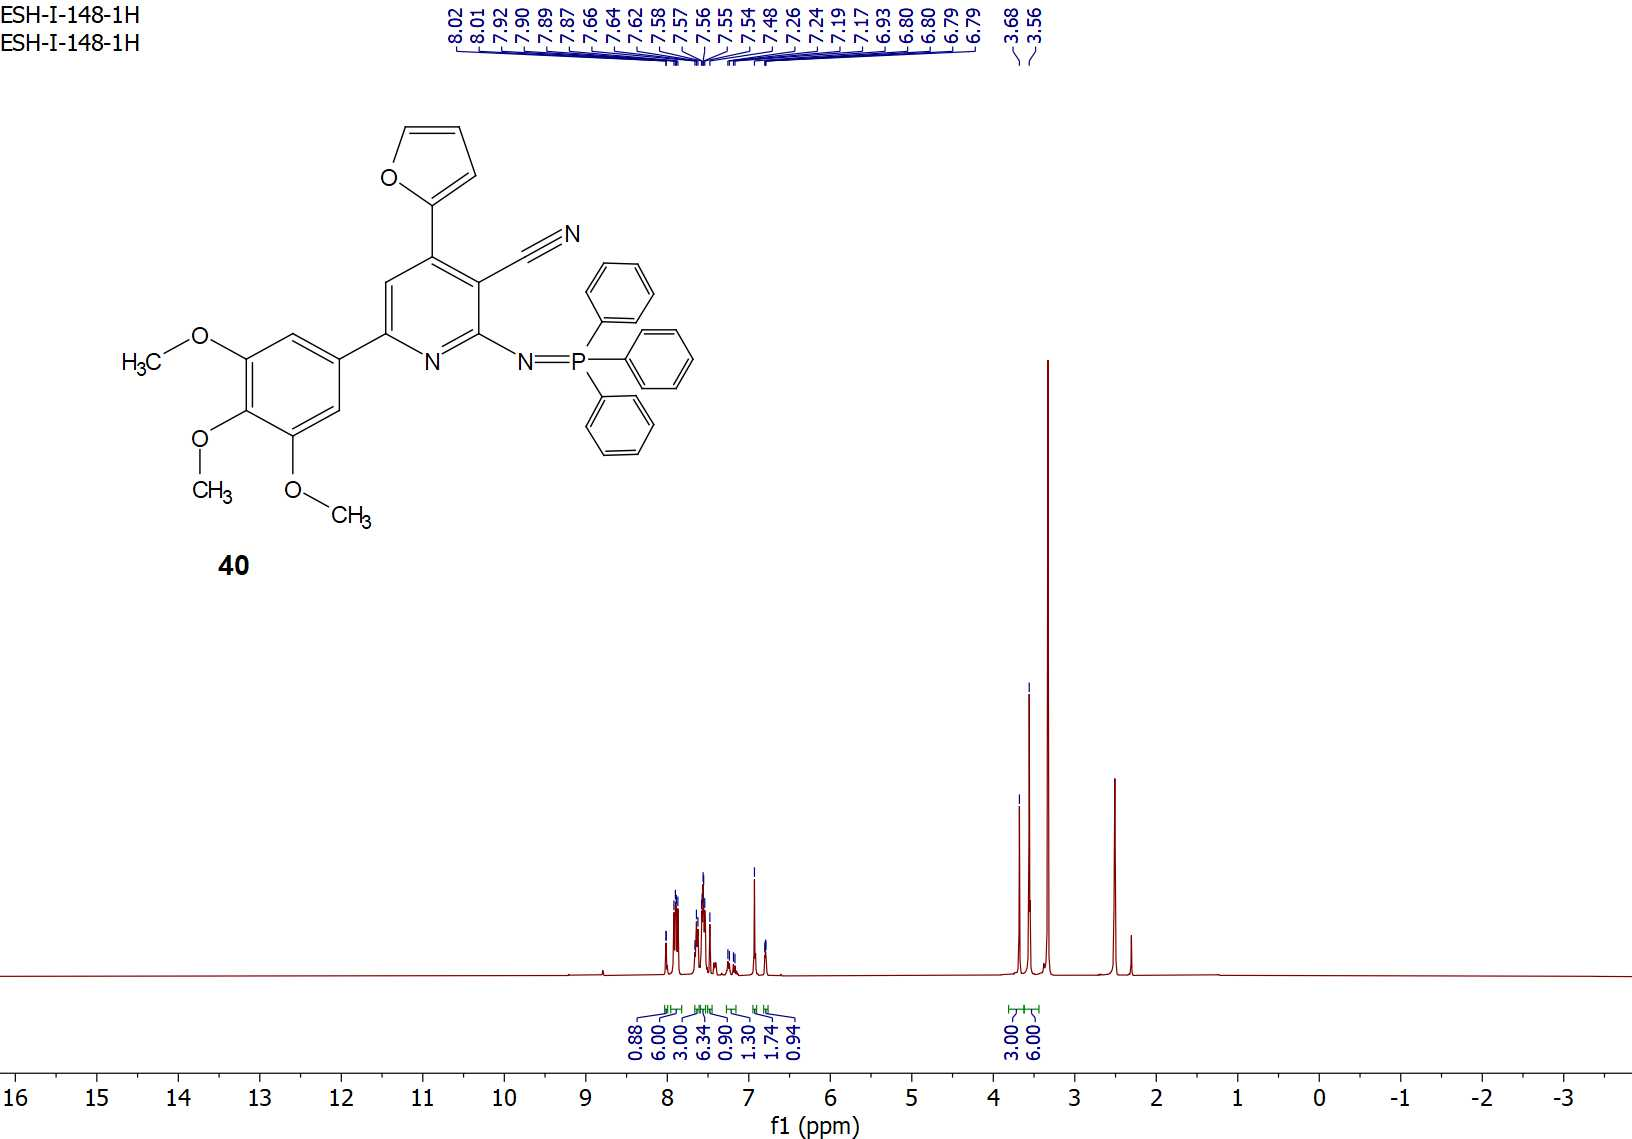 ESH-I-148-1H
ESH-I-148-1H
8.02
8.01
7.92
7.90
7.89
7.87
7.66
7.64
7.62
7.58
7.57
7.56
7.55
7.54
7.48
7.26
7.24
7.19
7.17
6.93
6.80
6.80
6.79
6.79
3.68
3.56
O
N
O
H3C
N
N
P
O
CH3
O
CH3
40
0.88
6.00
3.00
6.34
0.90
1.30
1.74
0.94
3.00
6.00
16 15 14 13 12 11 10 9 8 7 6 5 4 3 2 1 0 -1 -2 -3
f1 (ppm)